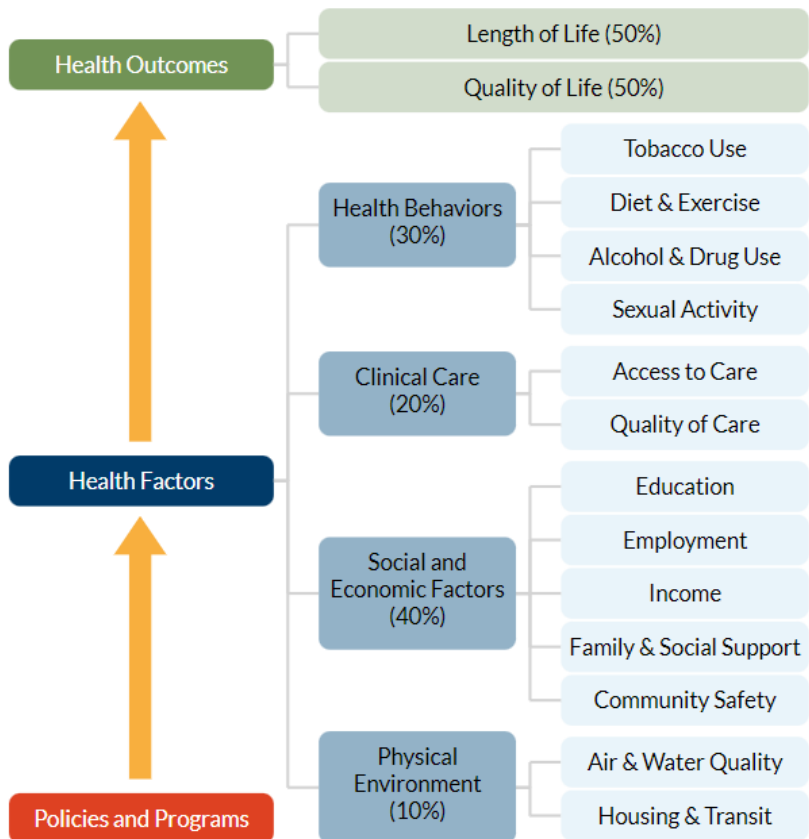 Health Outcomes
Length of Life (50%)
Quality of Life (50%)
Health Factors
Health Behaviors
(30%)
Tobacco Use
Diet & Exercise
Alcohol & Drug Use
Sexual Activity
Clinical Care
(20%)
Access to Care
Quality of Care
Social and
Economic Factors
(40%)
Education
Employment
Income
Family & Social Support
Community Safety
Physical
Environment
(10%)
Air & Water Quality
Housing & Transit
Policies and Programs